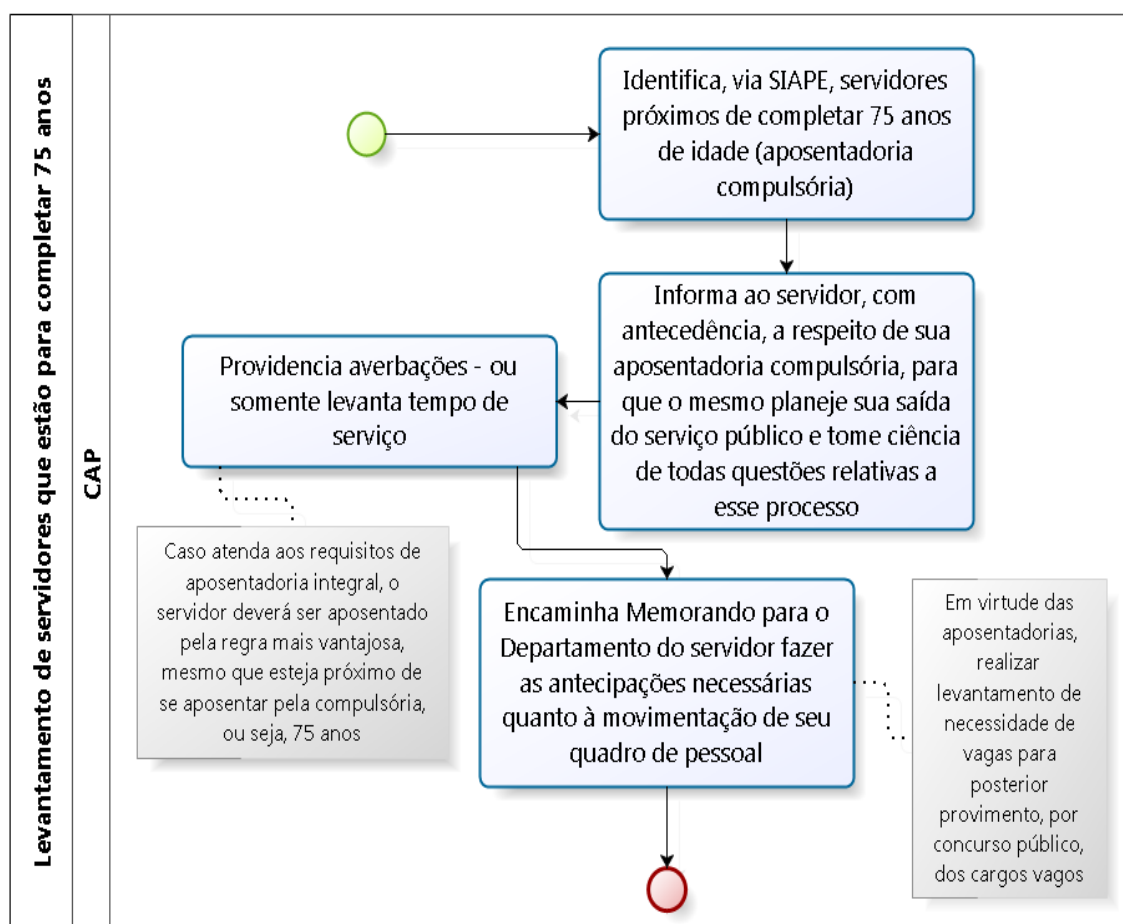 Levantamento de servidores que estão para completar 75 anos
CAP
Identifica, via SIAPE, servidores
próximos de completar 75 anos
de idade (aposentadoria
compulsória)
Informa ao servidor, com
antecedência, a respeito de sua
aposentadoria compulsória, para
que o mesmo planeje sua saída
do serviço público e tome ciência
de todas questões relativas a
esse processo
Providencia averbações - ou
somente levanta tempo de
serviço
Caso atenda aos requisitos de
aposentadoria integral, o
servidor deverá ser aposentado
pela regra mais vantajosa,
mesmo que esteja próximo de
se aposentar pela compulsória,
ou seja, 75 anos
Encaminha Memorando para o
Departamento do servidor fazer
as antecipações necessárias
quanto à movimentação de seu
quadro de pessoal
Em virtude das
aposentadorias,
realizar
levantamento de
necessidade de
vagas para
posterior
provimento, por
concurso público,
dos cargos vagos